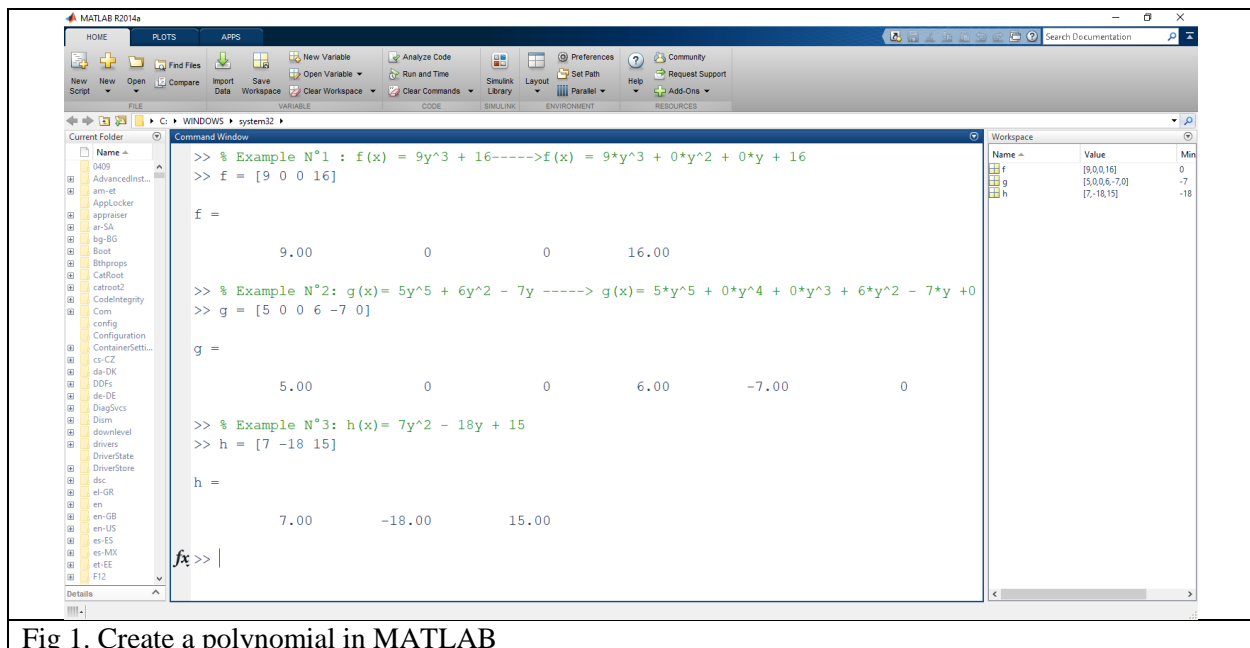 MATLAB R2014a
HOME PLOTS APPS Search Documentation
New Script New Open Find Files Compare Import Data Save Workspace New Variable Open Variable Clear Workspace Analyze Code Run and Time Clear Commands Simulink Library Layout Preferences Set Path Parallel Help Community Request Support Add-Ons
FILE VARIABLE CODE SIMULINK ENVIRONMENT RESOURCES
C: WINDOWS system32
Current Folder
Name
0409
AdvancedInst...
am-et
AppLocker
appraiser
ar-SA
bg-BG
Boot
Bthprops
CatRoot
catroot2
CodeIntegrity
Com
config
Configuration
ContainerSetti...
cs-CZ
da-DK
DDFs
de-DE
DiagSvcs
Dism
downlevel
drivers
DriverState
DriverStore
dsc
el-GR
en
en-GB
en-US
es-ES
es-MX
et-EE
F12
Details
Command Window
>> % Example N°1 : f(x) = 9y^3 + 16----->f(x) = 9*y^3 + 0*y^2 + 0*y + 16
>> f = [9 0 0 16]
f =
9.00 0 0 16.00
>> % Example N°2: g(x)= 5y^5 + 6y^2 - 7y -----> g(x)= 5*y^5 + 0*y^4 + 0*y^3 + 6*y^2 - 7*y +0
>> g = [5 0 0 6 -7 0]
g =
5.00 0 0 6.00 -7.00 0
>> % Example N°3: h(x)= 7y^2 - 18y + 15
>> h = [7 -18 15]
h =
7.00 -18.00 15.00
fx >>
Workspace
Name Value Min
f [9,0,0,16] 0
g [5,0,0,6,-7,0] -7
h [7,-18,15] -18
Fig 1. Create a polynomial in MATLAB